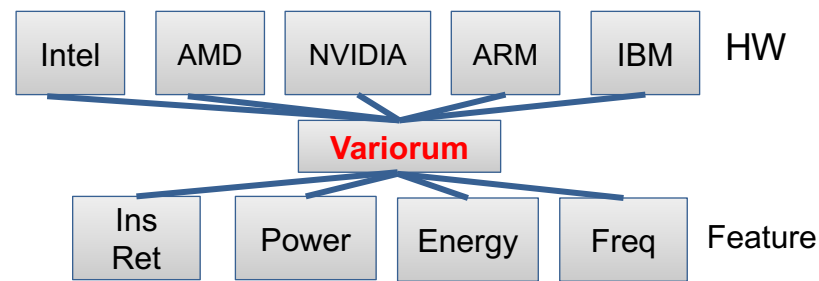 Intel
AMD
NVIDIA
ARM
IBM
HW
Variorum
Ins
Ret
Power
Energy
Freq
Feature